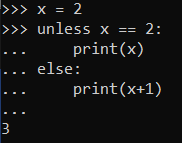 >>> x = 2
>>> unless x == 2:
...     print(x)
... else:
...     print(x+1)
...
3